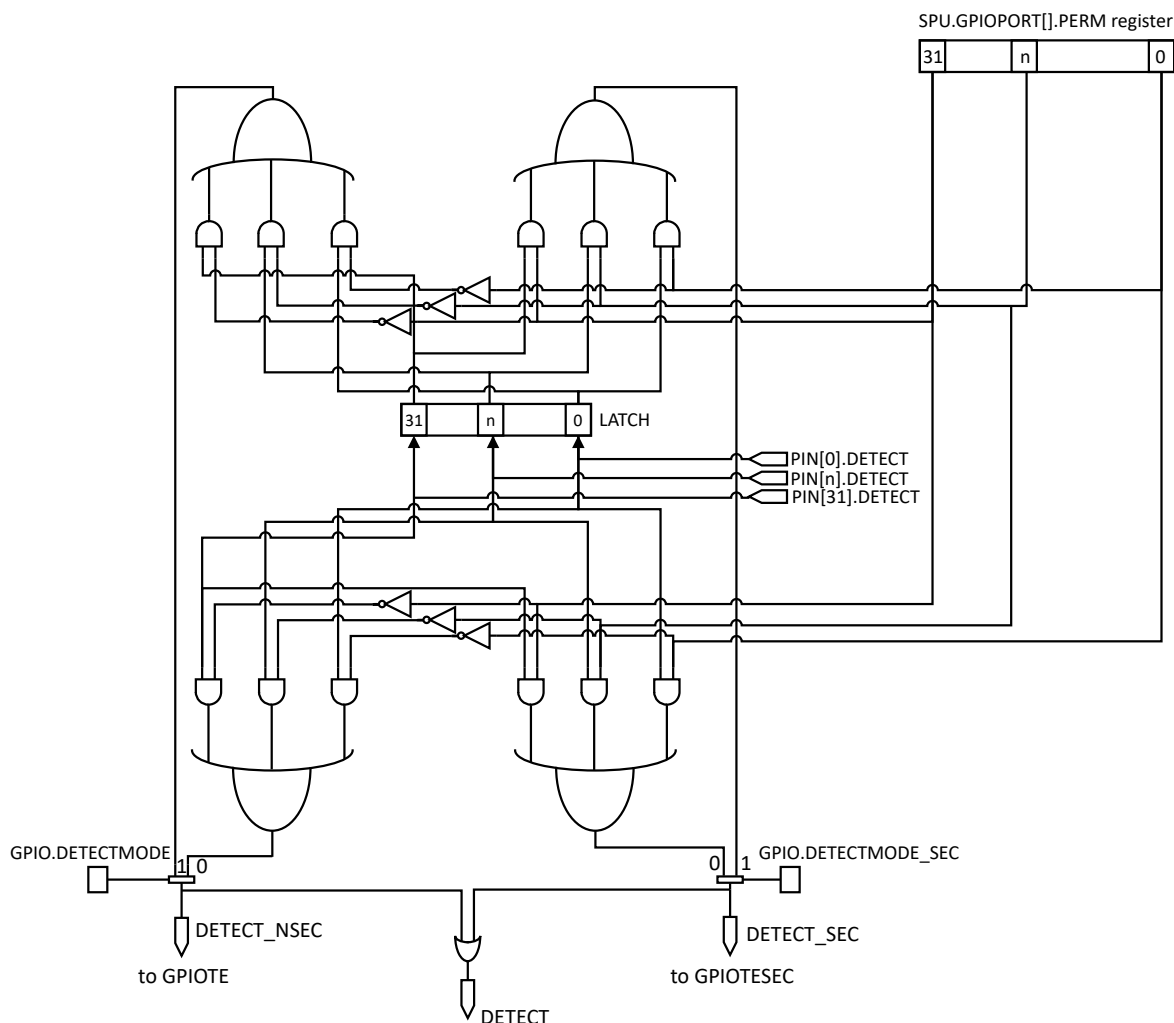 SPU.GPIOPORT[].PERM register
31 n 0
31 n 0 LATCH
PIN[0].DETECT
PIN[n].DETECT
PIN[31].DETECT
GPIO.DETECTMODE 1 0
0 1 GPIO.DETECTMODE_SEC
DETECT_NSEC
DETECT_SEC
to GPIOTE
to GPIOTESEC
DETECT